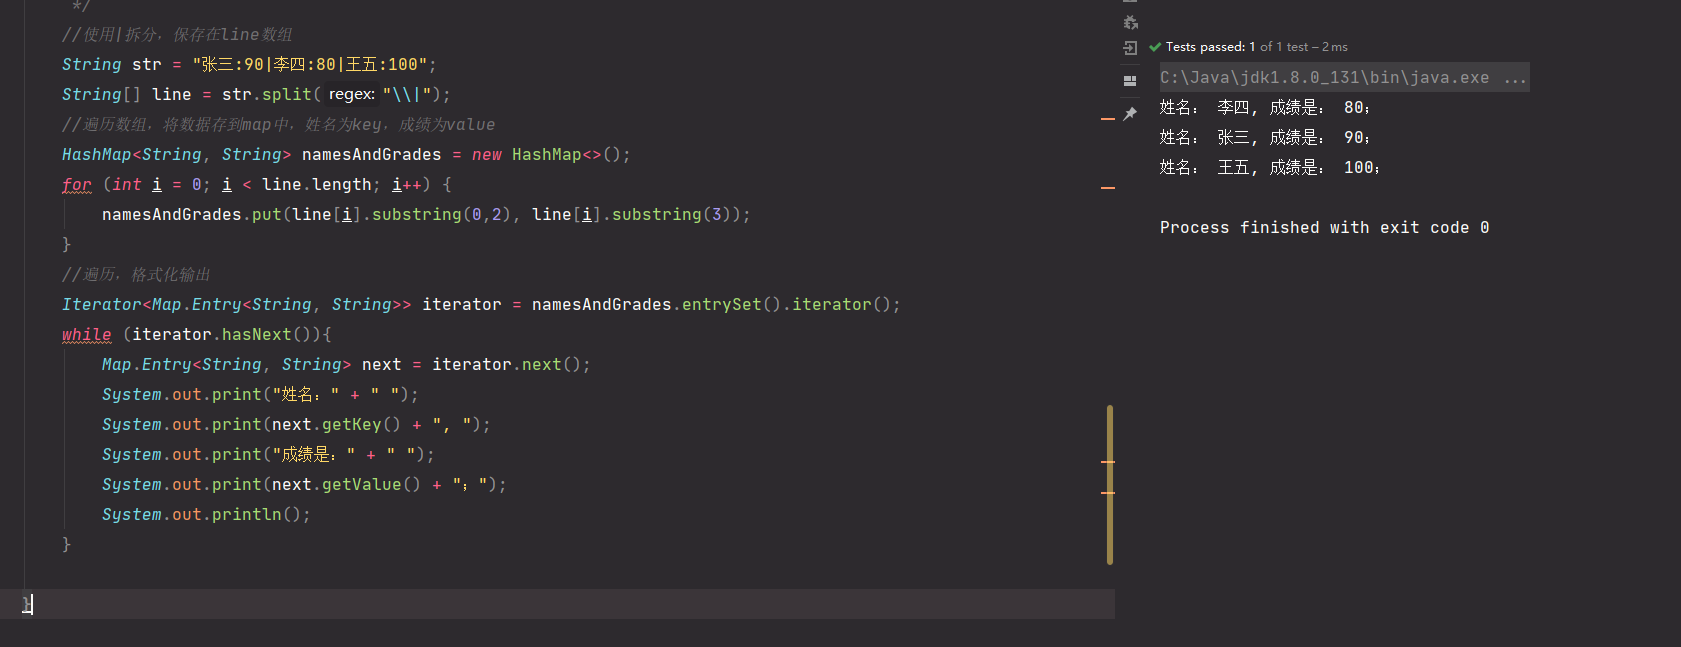 */
//使用|拆分，保存在line数组
String str = "张三:90|李四:80|王五:100";
String[] line = str.split( regex: "\\|");
//遍历数组，将数据存到map中，姓名为key，成绩为value
HashMap<String, String> namesAndGrades = new HashMap<>();
for (int i = 0; i < line.length; i++) {
namesAndGrades.put(line[i].substring(0,2), line[i].substring(3));
}
//遍历，格式化输出
Iterator<Map.Entry<String, String>> iterator = namesAndGrades.entrySet().iterator();
while (iterator.hasNext()){
Map.Entry<String, String> next = iterator.next();
System.out.print("姓名：" + " ");
System.out.print(next.getKey() + ", ");
System.out.print("成绩是：" + " ");
System.out.print(next.getValue() + "；");
System.out.println();
}
}
Tests passed: 1 of 1 test – 2 ms
C:\Java\jdk1.8.0_131\bin\java.exe ...
姓名： 李四, 成绩是： 80；
姓名： 张三, 成绩是： 90；
姓名： 王五, 成绩是： 100；
Process finished with exit code 0